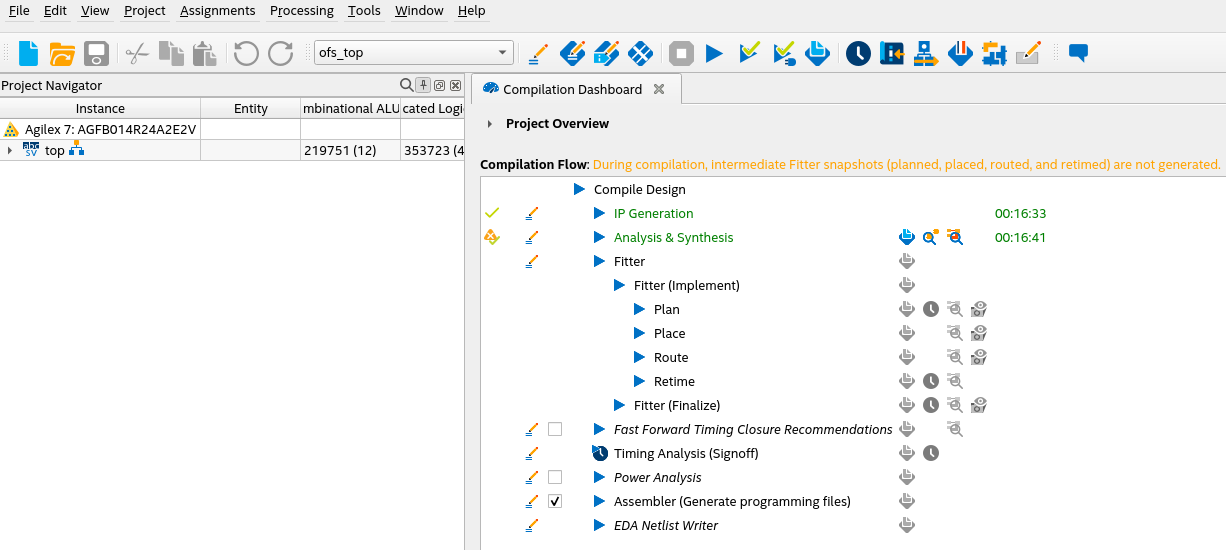 File Edit View Project Assignments Processing Tools Window Help
ofs_top
Project Navigator
Compilation Dashboard
Instance Entity mbinational ALU cated Logi
Agilex 7: AGFB014R24A2E2V
top 219751 (12) 353723 (4
Project Overview
Compilation Flow: During compilation, intermediate Fitter snapshots (planned, placed, routed, and retimed) are not generated.
Compile Design
IP Generation 00:16:33
Analysis & Synthesis 00:16:41
Fitter
Fitter (Implement)
Plan
Place
Route
Retime
Fitter (Finalize)
Fast Forward Timing Closure Recommendations
Timing Analysis (Signoff)
Power Analysis
Assembler (Generate programming files)
EDA Netlist Writer